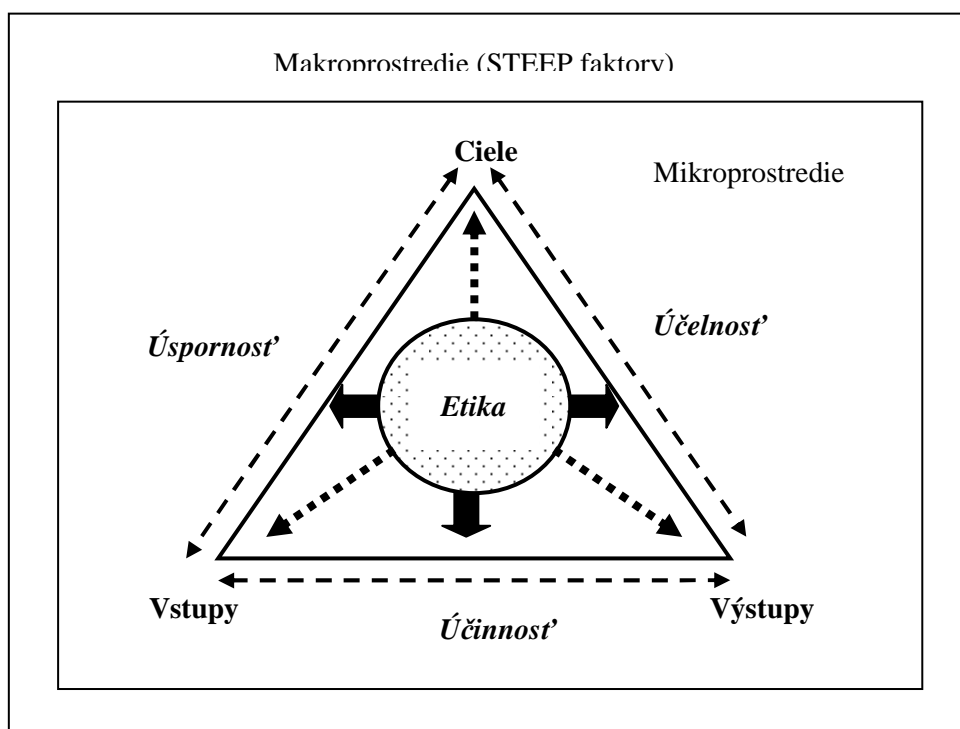 Makroprostredie (STEEP faktory)
Ciele
Mikroprostredie
Úspornosť
Účelnosť
Etika
Vstupy
Výstupy
Účinnosť